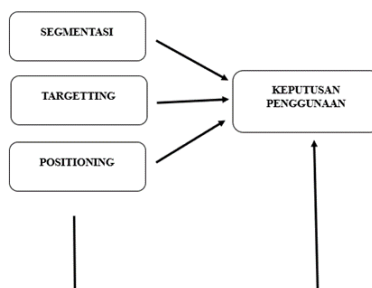 SEGMENTASI
TARGETTING
POSITIONING
KEPUTUSAN
PENGGUNAAN